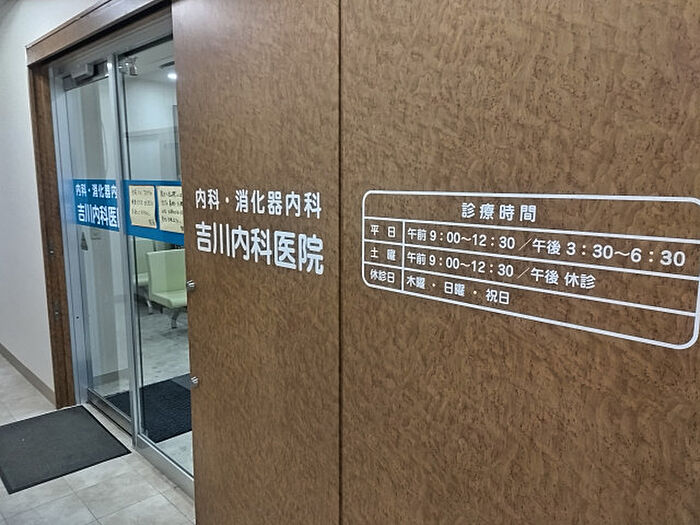 内科・消化器内
吉川内科医
内科・消化器内科
吉川内科医院
診療時間
平日 午前 9：00～12：30 ／午後 3：30～6：30
土曜 午前 9：00～12：30 ／午後 休診
休診日 木曜 ・ 日曜 ・ 祝日